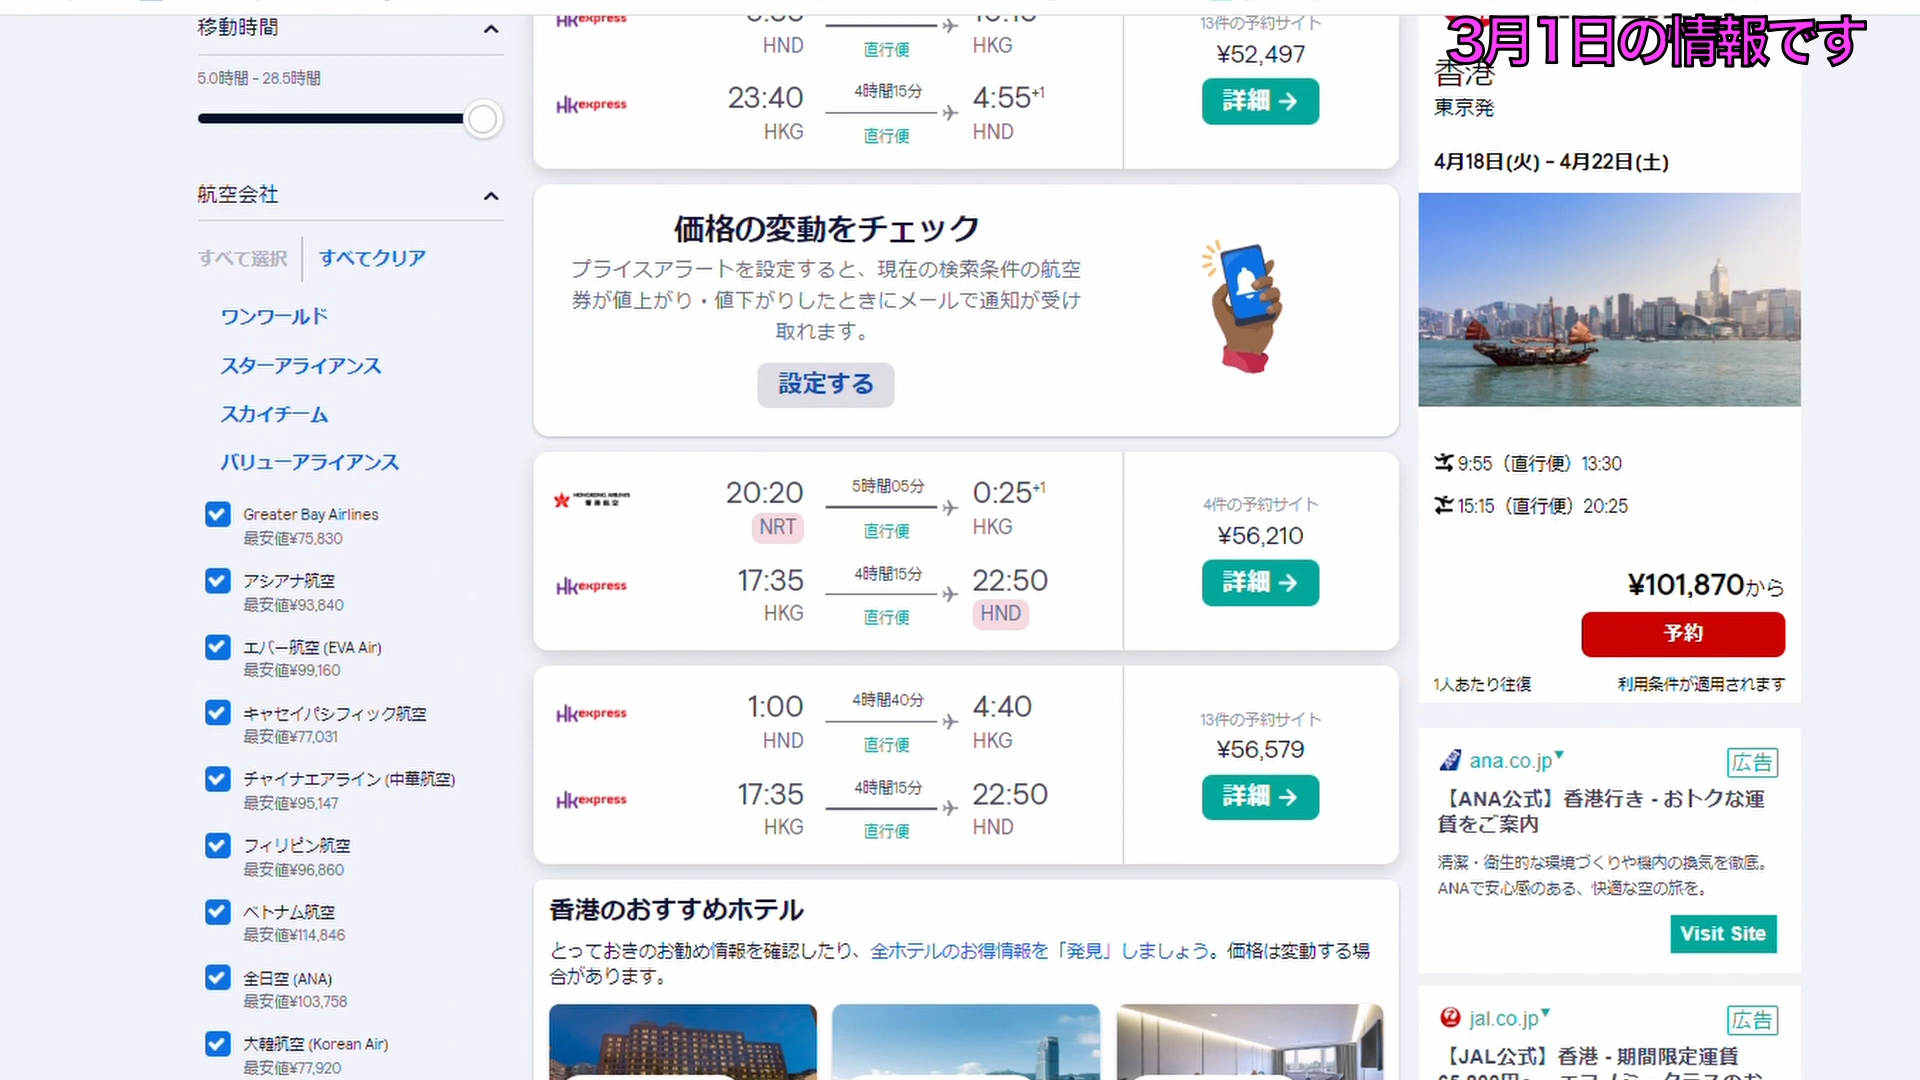 3月1日の情報です
移動時間
5.0時間 - 28.5時間
航空会社
すべて選択
すべてクリア
ワンワールド
スターアライアンス
スカイチーム
バリューアライアンス
Greater Bay Airlines
最安値¥75,830
アシアナ航空
最安値¥93,840
エバー航空 (EVA Air)
最安値¥99,160
キャセイパシフィック航空
最安値¥77,031
チャイナエアライン (中華航空)
最安値¥95,147
フィリピン航空
最安値¥96,860
ベトナム航空
最安値¥114,846
全日空 (ANA)
最安値¥103,758
大韓航空 (Korean Air)
最安値¥77,920
HK express
HND
直行便
HKG
13件の予約サイト
¥52,497
詳細 →
HK express
23:40
4時間15分
4:55+1
HKG
直行便
HND
価格の変動をチェック
プライスアラートを設定すると、現在の検索条件の航空
券が値上がり・値下がりしたときにメールで通知が受け
取れます。
設定する
HONGKONG AIRLINES
香港航空
20:20
5時間05分
0:25+1
NRT
直行便
HKG
4件の予約サイト
¥56,210
詳細 →
HK express
17:35
4時間15分
22:50
HKG
直行便
HND
HK express
1:00
4時間40分
4:40
HND
直行便
HKG
13件の予約サイト
¥56,579
詳細 →
HK express
17:35
4時間15分
22:50
HKG
直行便
HND
香港のおすすめホテル
とっておきのお勧め情報を確認したり、全ホテルのお得情報を「発見」しましょう。価格は変動する場
合があります。
香港
東京発
4月18日(火) - 4月22日(土)
9:55（直行便）13:30
15:15（直行便）20:25
¥101,870から
予約
1人あたり往復
利用条件が適用されます
ana.co.jp
広告
【ANA公式】香港行き - おトクな運
賃をご案内
清潔・衛生的な環境づくりや機内の換気を徹底。
ANAで安心感のある、快適な空の旅を。
Visit Site
jal.co.jp
広告
【JAL公式】香港 - 期間限定運賃